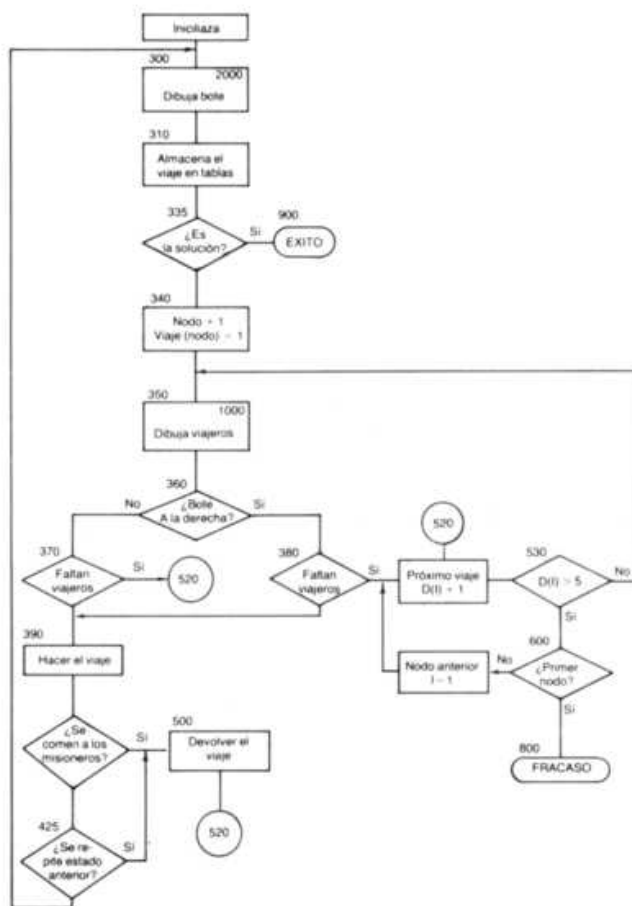 Iniciliaza
300
2000
Dibuja bote
310
Almacena el
viaje en tablas
335
¿Es
la solución?
Si
900
EXITO
340
Nodo + 1
Viaje (nodo) - 1
350
1000
Dibuja viajeros
360
¿Bote
A la derecha?
No
Si
370
Faltan
viajeros
Si
520
380
Faltan
viajeros
Si
520
Próximo viaje
D(I) + 1
530
D(I) > 5
No
Si
390
Hacer el viaje
Nodo anterior
I - 1
No
600
¿Primer
nodo?
Si
¿Se
comen a los
misioneros?
Si
500
Devolver el
viaje
520
800
FRACASO
425
¿Se re-
pite estado
anterior?
Si